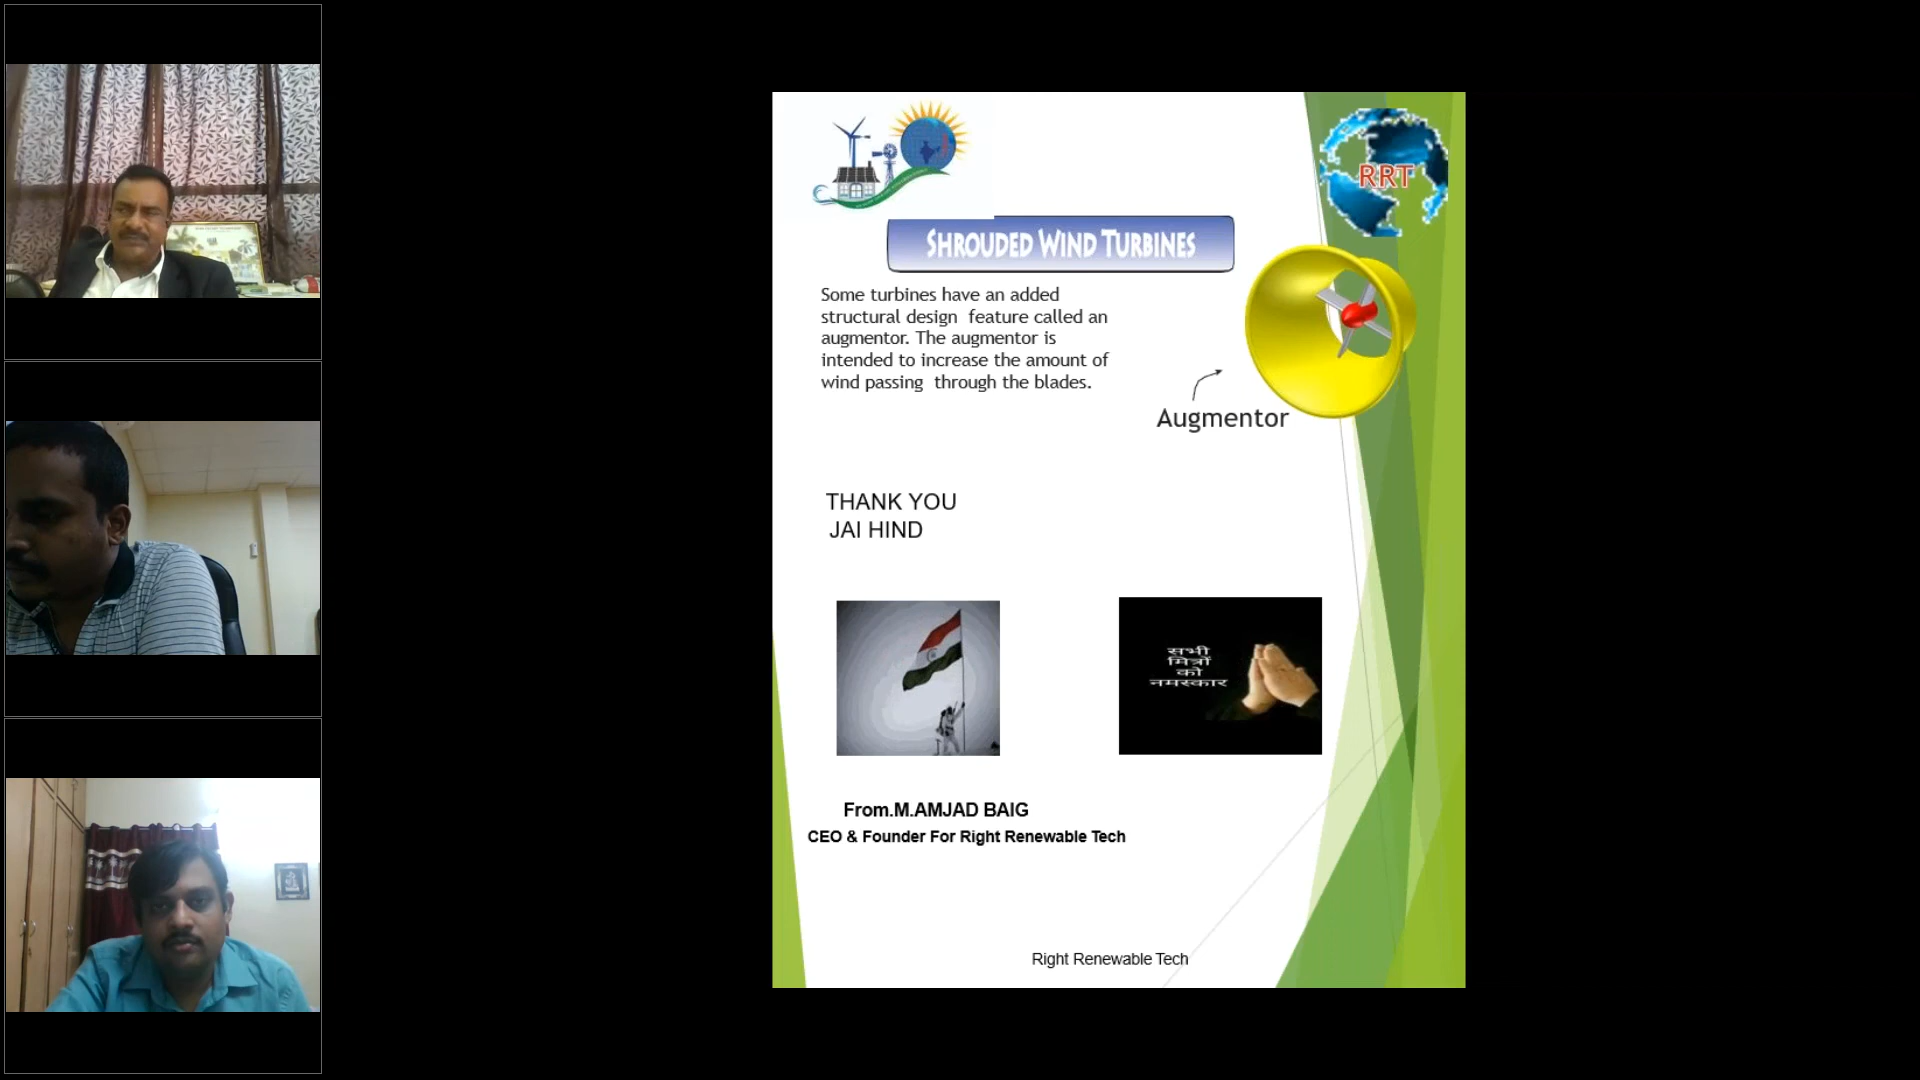 RRT
SHROUDED WIND TURBINES
Some turbines have an added
structural design feature called an
augmentor. The augmentor is
intended to increase the amount of
wind passing through the blades.
Augmentor
THANK YOU
JAI HIND
सभी
मित्रों
को
नमस्कार
From.M.AMJAD BAIG
CEO & Founder For Right Renewable Tech
Right Renewable Tech